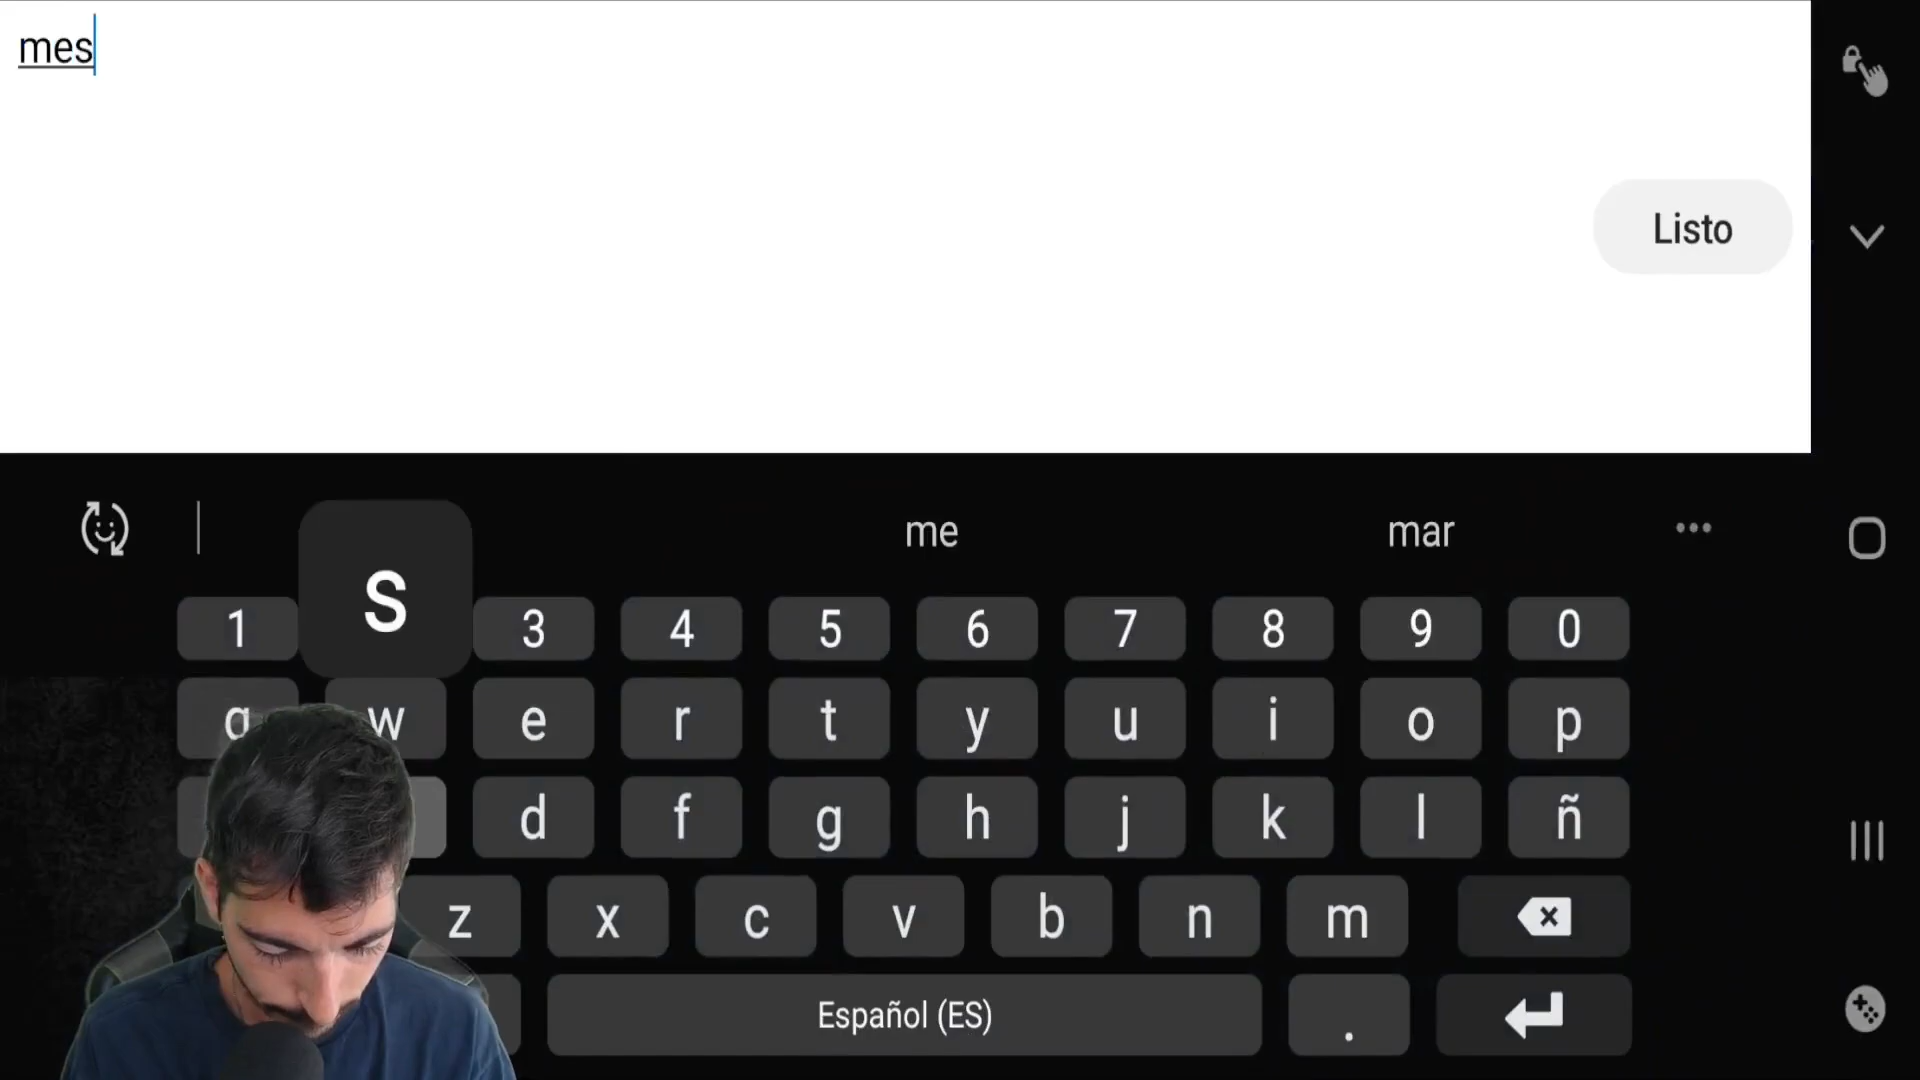 mes
Listo
me
mar
S
1 3 4 5 6 7 8 9 0
q w e r t y u i o p
d f g h j k l ñ
z x c v b n m
Español (ES)
.